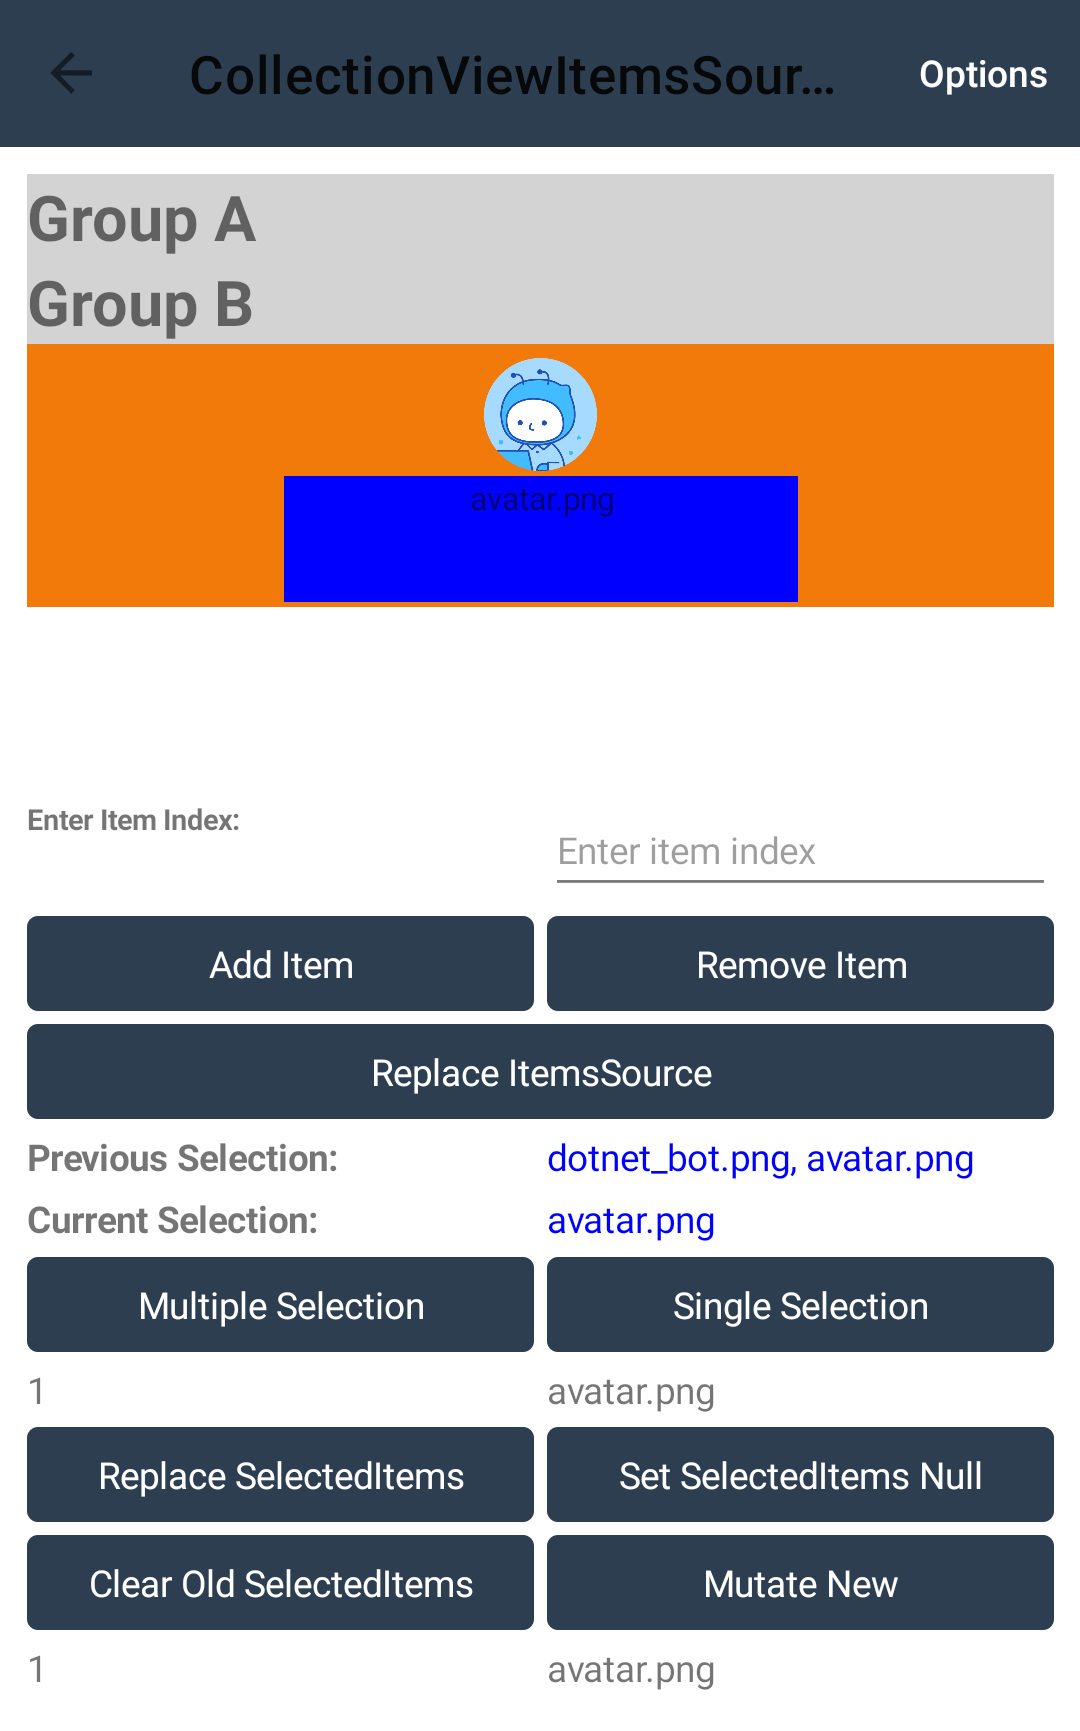 CollectionViewItemsSour...
Options
Group A
Group B
avatar.png
Enter Item Index:
Enter item index
Add Item
Remove Item
Replace ItemsSource
Previous Selection:
dotnet_bot.png, avatar.png
Current Selection:
avatar.png
Multiple Selection
Single Selection
1
avatar.png
Replace SelectedItems
Set SelectedItems Null
Clear Old SelectedItems
Mutate New
1
avatar.png